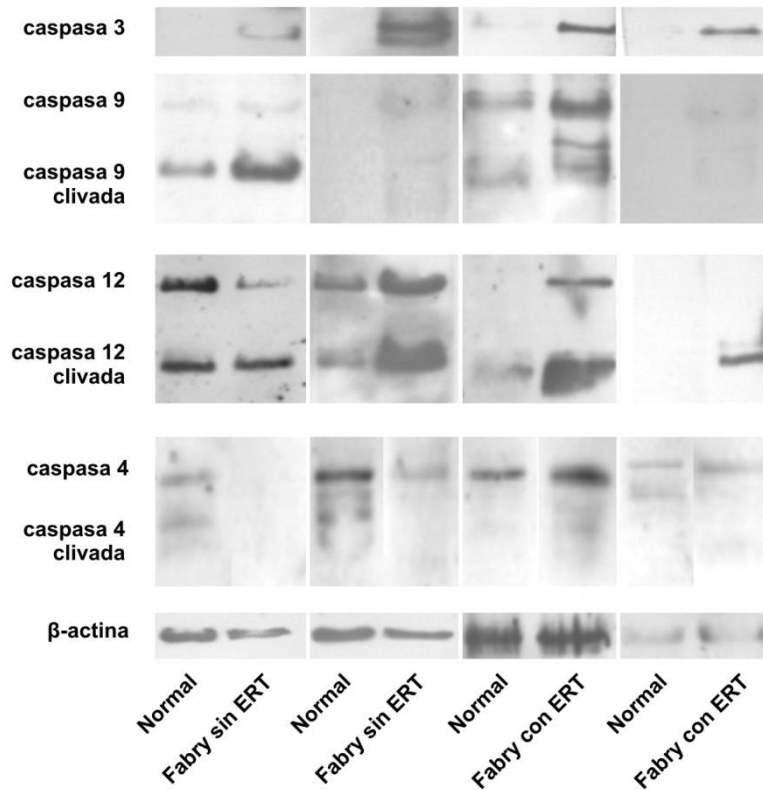 caspasa 3
caspasa 9
caspasa 9
clivada
caspasa 12
caspasa 12
clivada
caspasa 4
caspasa 4
clivada
β-actina
Normal
Fabry sin ERT
Normal
Fabry sin ERT
Normal
Fabry con ERT
Normal
Fabry con ERT